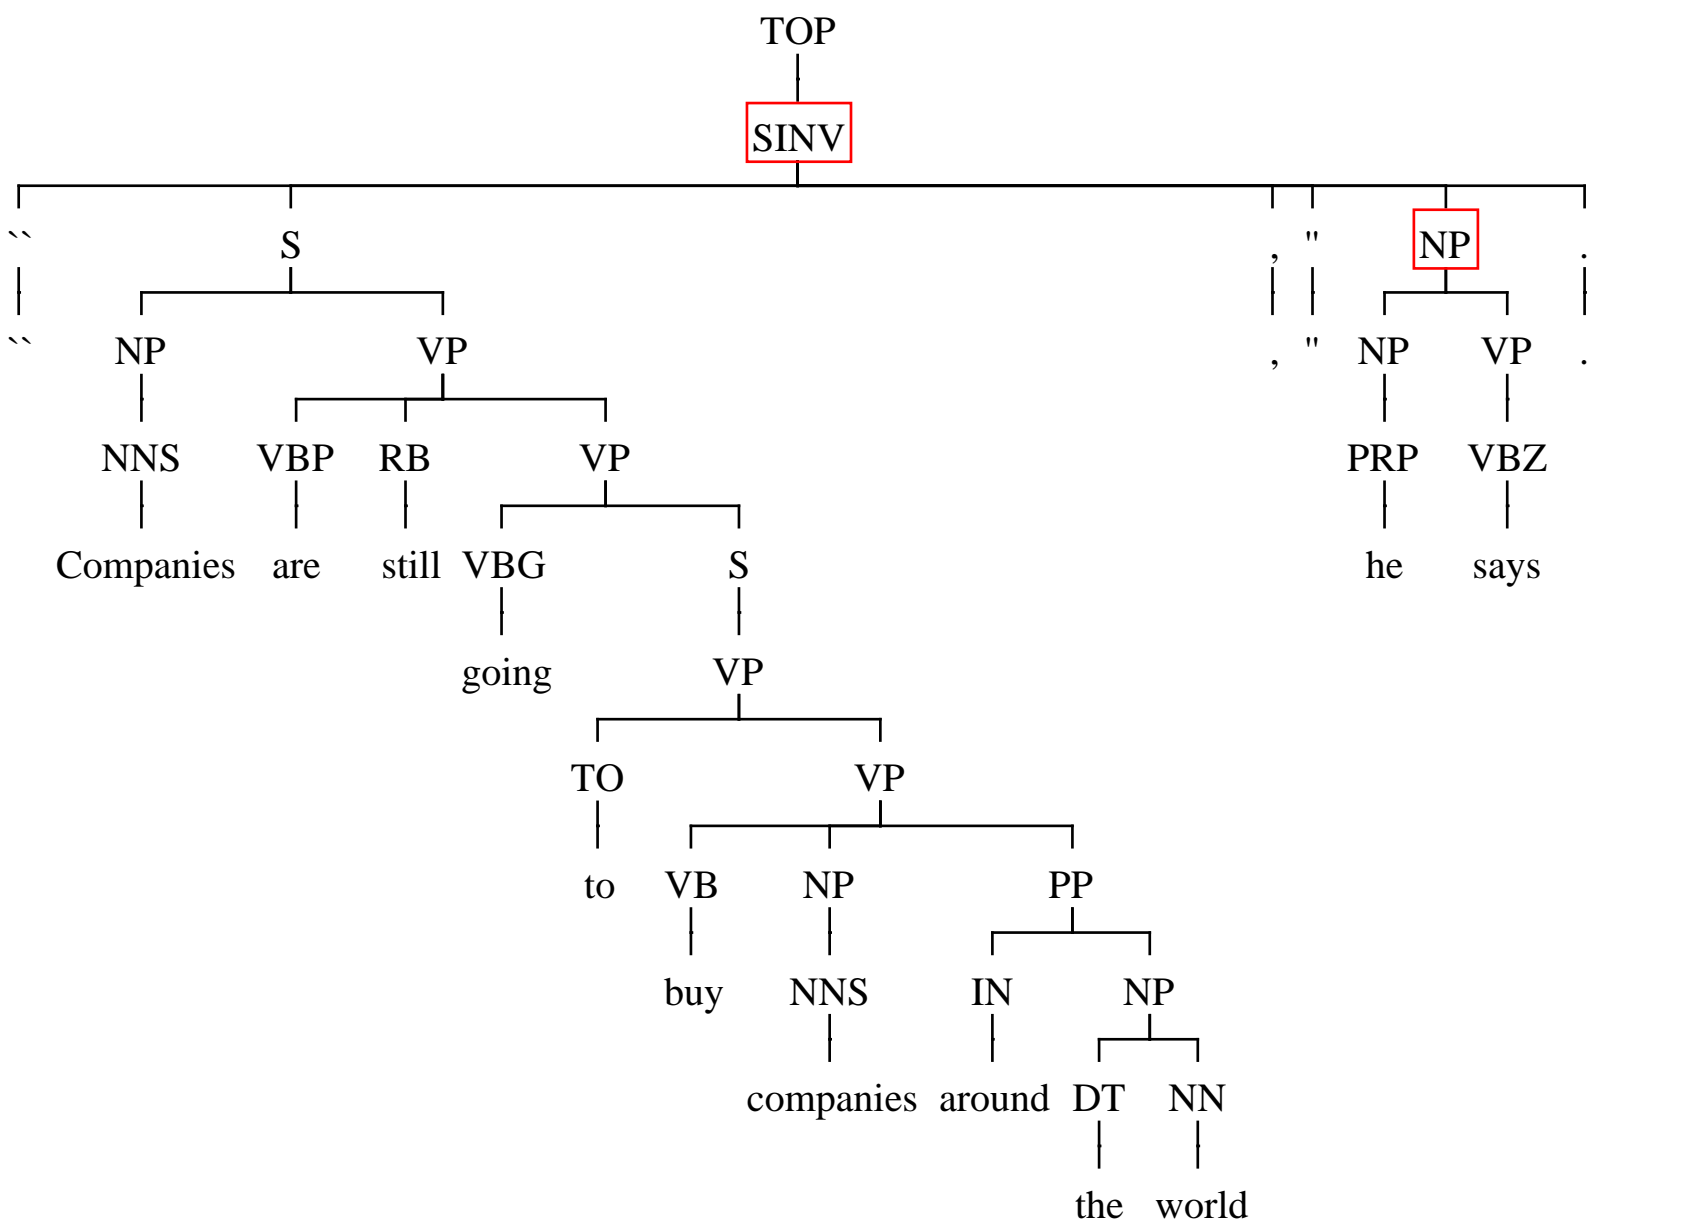 TOP
SINV
`` S , " NP .
`` NP VP , " NP VP .
NNS VBP RB VP PRP VBZ
Companies are still VBG S he says
going VP
TO VP
to VB NP PP
buy NNS IN NP
companies around DT NN
the world